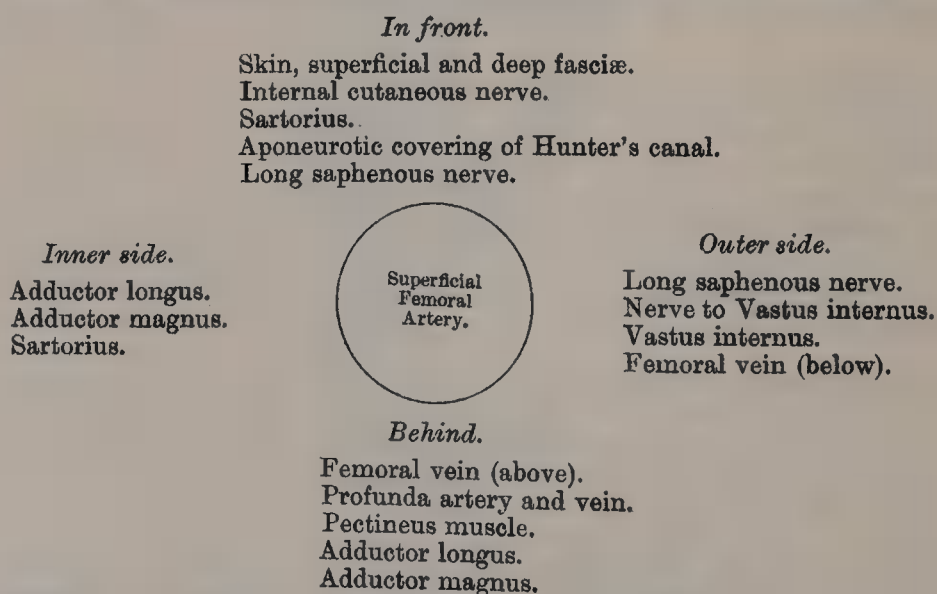 In front.
Skin, superficial and deep fasciæ.
Internal cutaneous nerve.
Sartorius.
Aponeurotic covering of Hunter's canal.
Long saphenous nerve.
Inner side.
Adductor longus.
Adductor magnus.
Sartorius.
Superficial
Femoral
Artery.
Outer side.
Long saphenous nerve.
Nerve to Vastus internus.
Vastus internus.
Femoral vein (below).
Behind.
Femoral vein (above).
Profunda artery and vein.
Pectineus muscle.
Adductor longus.
Adductor magnus.